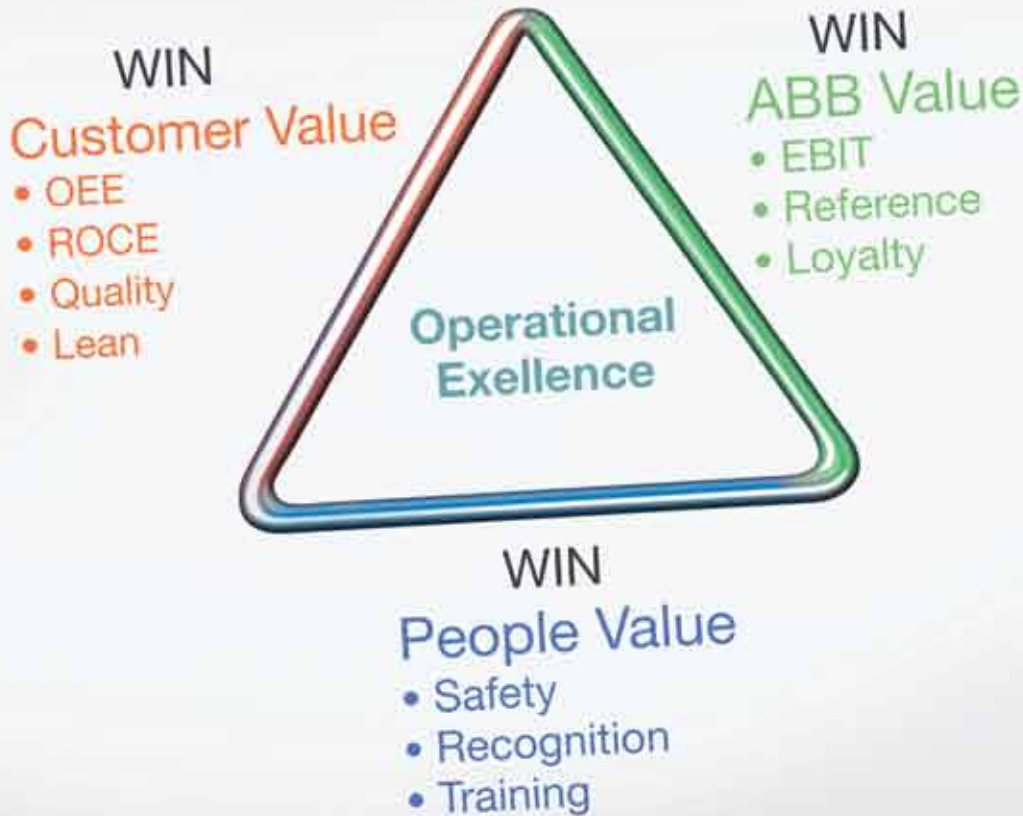 WIN
Customer Value
• OEE
• ROCE
• Quality
• Lean
WIN
ABB Value
• EBIT
• Reference
• Loyalty
Operational
Exellence
WIN
People Value
• Safety
• Recognition
• Training